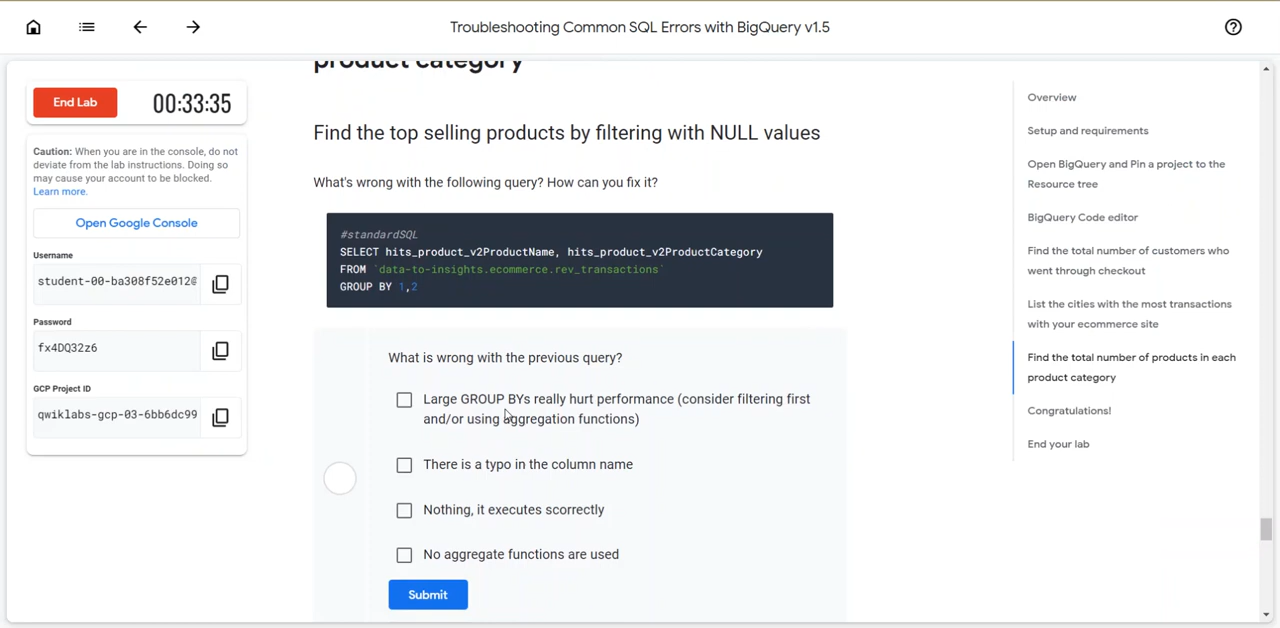 Troubleshooting Common SQL Errors with BigQuery v1.5
End Lab
00:33:35
Caution: When you are in the console, do not
deviate from the lab instructions. Doing so
may cause your account to be blocked.
Learn more.
Open Google Console
Username
student-00-ba308f52e012@
Password
fx4DQ32z6
GCP Project ID
qwiklabs-gcp-03-6bb6dc99
product category
Find the top selling products by filtering with NULL values
What's wrong with the following query? How can you fix it?
#standardSQL
SELECT hits_product_v2ProductName, hits_product_v2ProductCategory
FROM `data-to-insights.ecommerce.rev_transactions`
GROUP BY 1,2
What is wrong with the previous query?
Large GROUP BYs really hurt performance (consider filtering first
and/or using aggregation functions)
There is a typo in the column name
Nothing, it executes scorrectly
No aggregate functions are used
Submit
Overview
Setup and requirements
Open BigQuery and Pin a project to the
Resource tree
BigQuery Code editor
Find the total number of customers who
went through checkout
List the cities with the most transactions
with your ecommerce site
Find the total number of products in each
product category
Congratulations!
End your lab